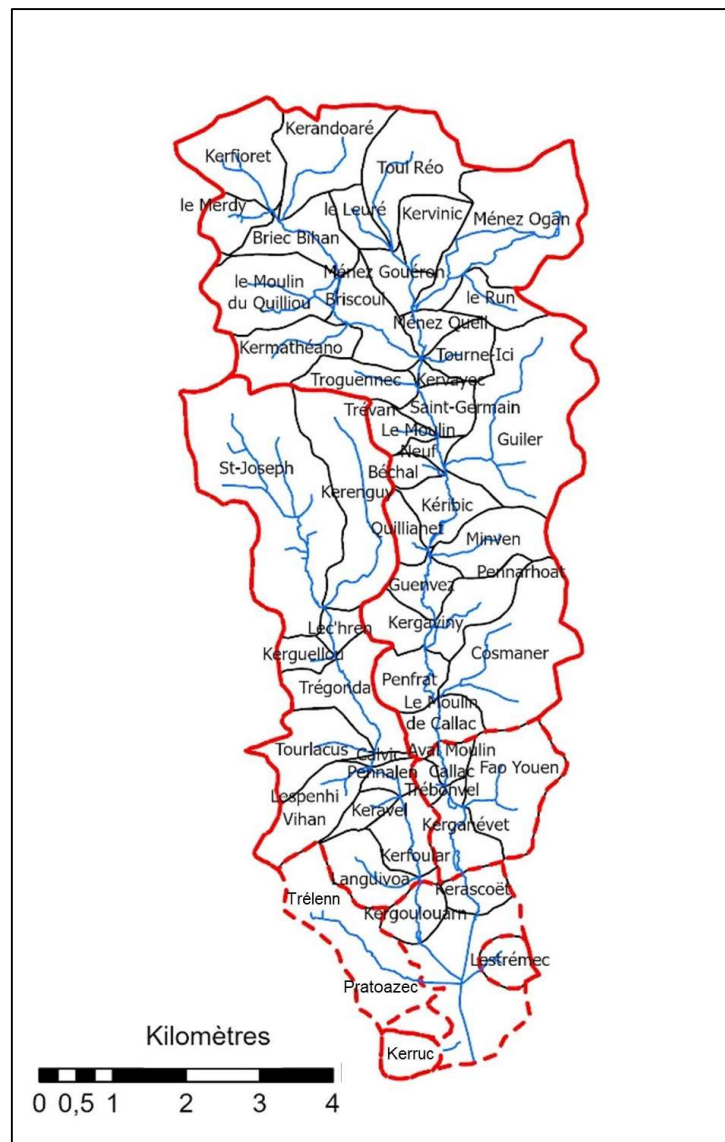 Kerandoaré
Kerfioret
Toul Réo
le Merdy
le Leuré
Kervinic
Ménez Ogan
Briec Bihan
Ménez Gouéron
le Moulin
du Quilliou
Briscoul
le Run
Ménez Queil
Kermathéano
Tourne-Ici
Troguennec
Kervayec
Trévan
Saint-Germain
Le Moulin
Neuf
Guiler
St-Joseph
Béchal
Kerenguy
Kéribic
Quillianet
Minven
Pennarhoat
Guenvez
Lec'hren
Kergaviny
Kerguellou
Cosmaner
Trégonda
Penfrat
Le Moulin
de Callac
Tourlacus
Calvic
Aval Moulin
Callac
Pennalen
Fao Youen
Lespenhi
Vihan
Trébonvel
Keravel
Kerganévet
Kerfoular
Languivoa
Kerascoët
Trélenn
Kergoulouarn
Lestrémec
Pratoazec
Kilomètres
Kerruc
0 0,5 1 2 3 4